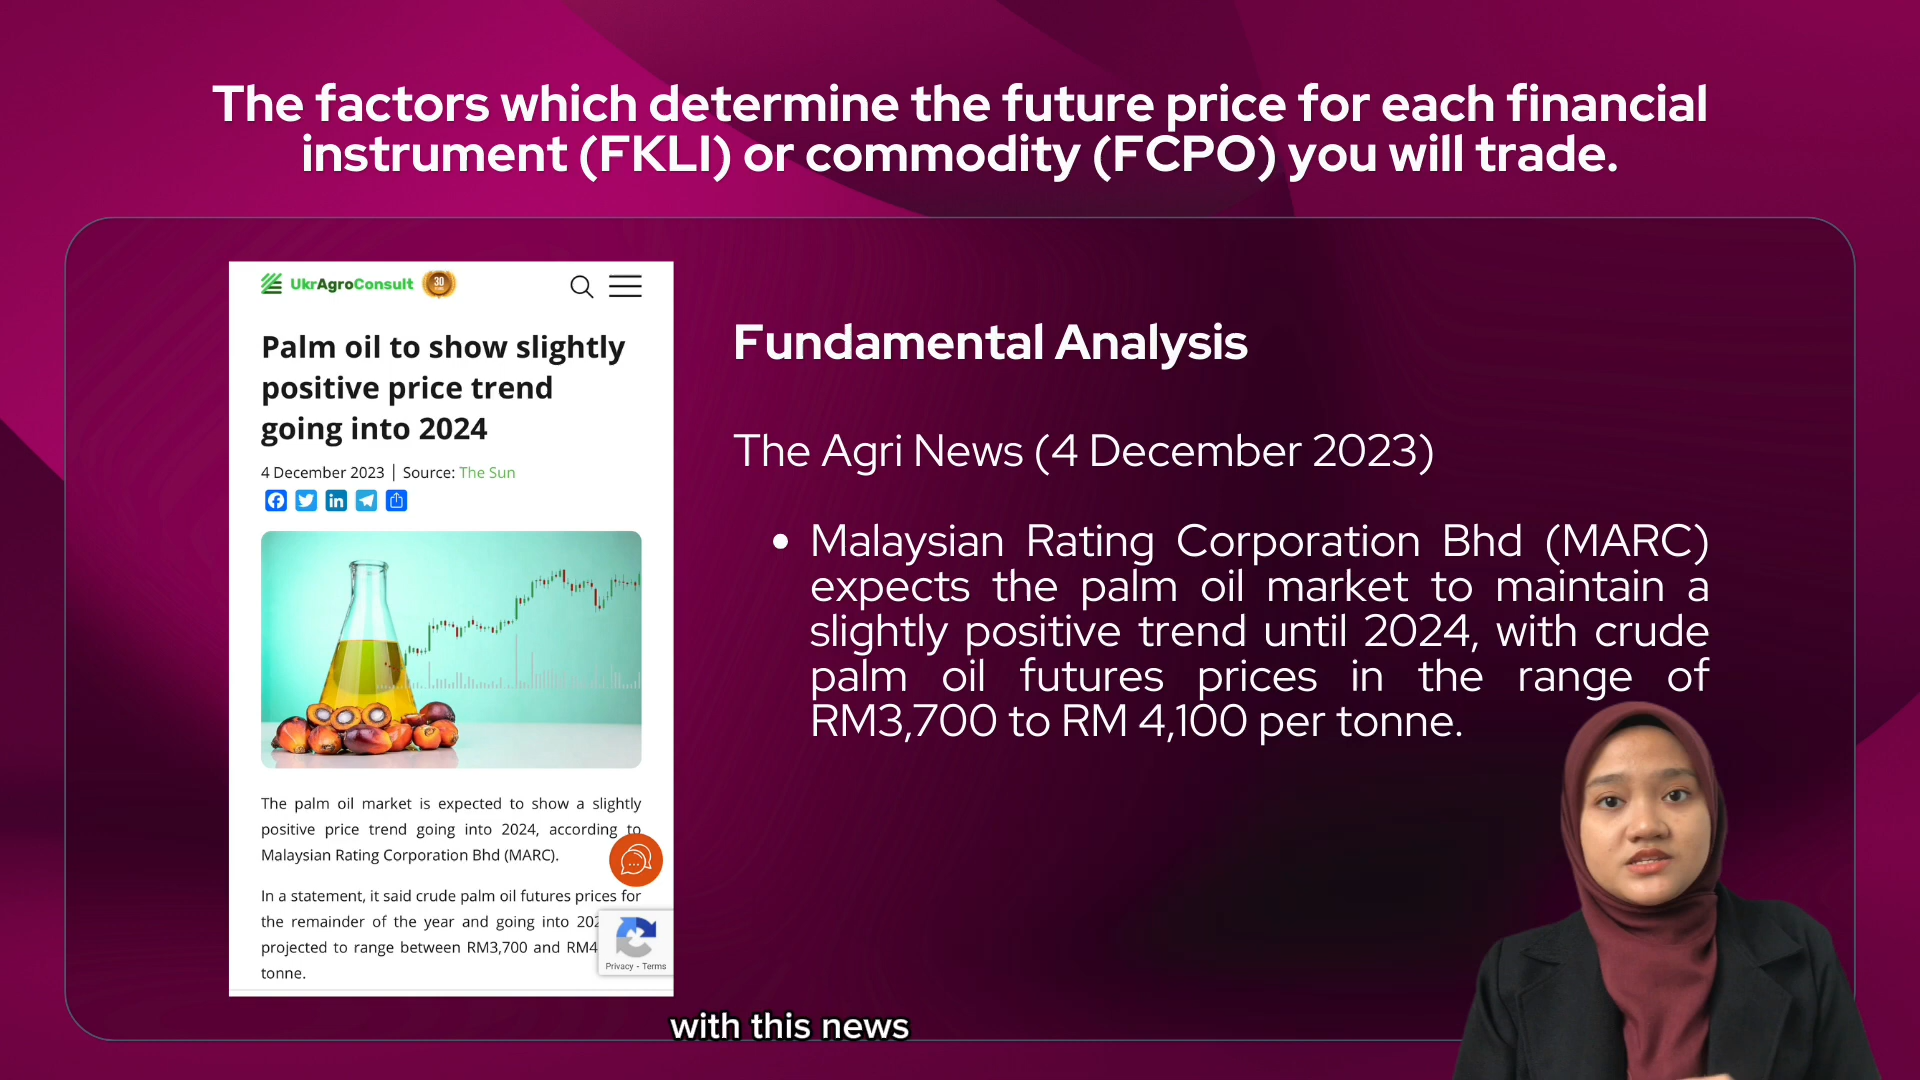 The factors which determine the future price for each financial
instrument (FKLI) or commodity (FCPO) you will trade.
UkrAgroConsult
30
Palm oil to show slightly
positive price trend
going into 2024
4 December 2023 | Source: The Sun
The palm oil market is expected to show a slightly
positive price trend going into 2024, according to
Malaysian Rating Corporation Bhd (MARC).
In a statement, it said crude palm oil futures prices for
the remainder of the year and going into 202
projected to range between RM3,700 and RM4
tonne.
Privacy - Terms
Fundamental Analysis
The Agri News (4 December 2023)
• Malaysian Rating Corporation Bhd (MARC)
expects the palm oil market to maintain a
slightly positive trend until 2024, with crude
palm oil futures prices in the range of
RM3,700 to RM 4,100 per tonne.
with this news